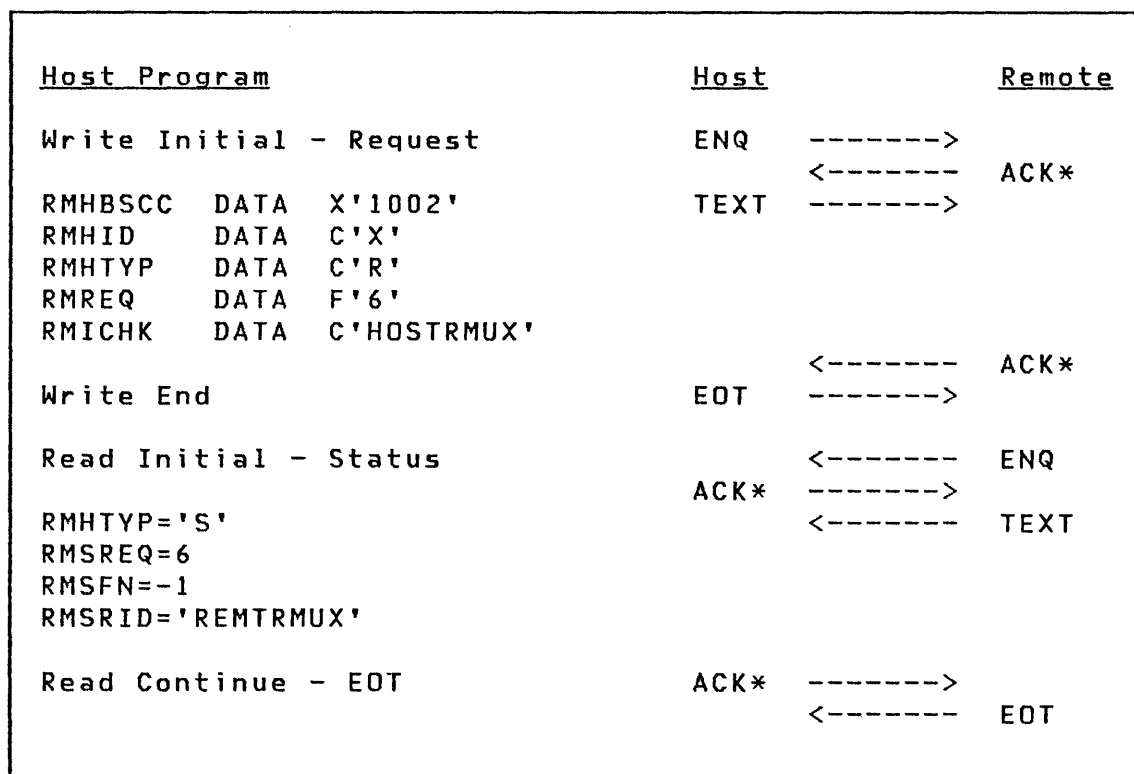 Host Program Host Remote
Write Initial - Request ENQ ------->
<------- ACK*
RMHBSCC DATA X'1002' TEXT ------->
RMHID DATA C'X'
RMHTYP DATA C'R'
RMREQ DATA F'6'
RMICHK DATA C'HOSTRMUX'
<------- ACK*
Write End EOT ------->
Read Initial - Status <------- ENQ
ACK* ------->
RMHTYP='S' <------- TEXT
RMSREQ=6
RMSFN=-1
RMSRID='REMTRMUX'
Read Continue - EOT ACK* ------->
<------- EOT